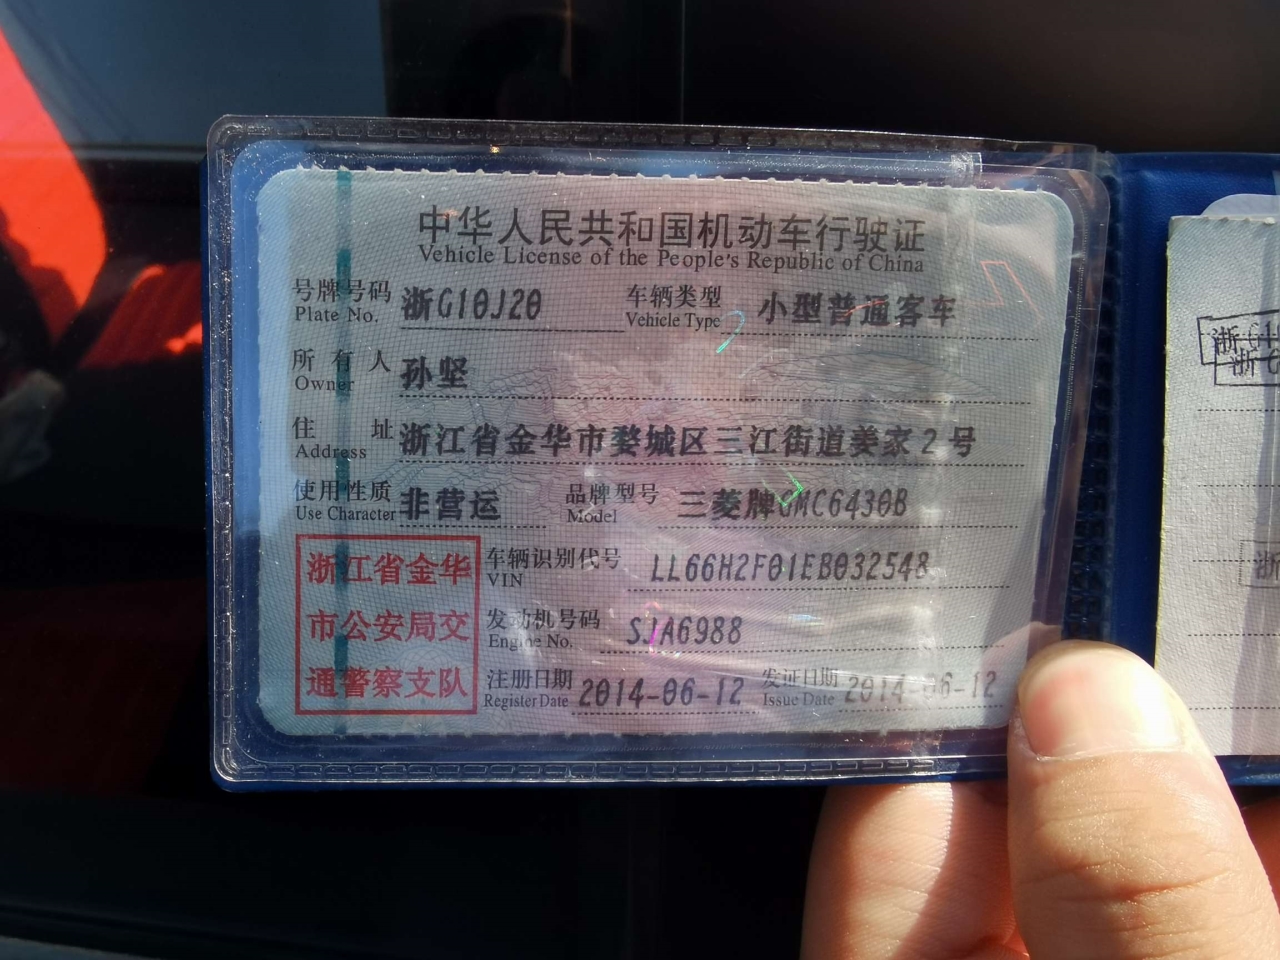 中华人民共和国机动车行驶证
Vehicle License of the People's Republic of China
号牌号码 浙G10J20 车辆类型 小型普通客车
Plate No. Vehicle Type
所有人 孙坚
Owner
住址 浙江省金华市婺城区三江街道姜家2号
Address
使用性质 非营运 品牌型号 三菱牌GMC6430B
Use Character Model
浙江省金华
市公安局交
通警察支队
车辆识别代号 LL66H2F01EB032548
VIN
发动机号码 SJA6988
Engine No.
注册日期 2014-06-12 发证日期 2014-06-12
Register Date Issue Date
浙G1
浙G
浙